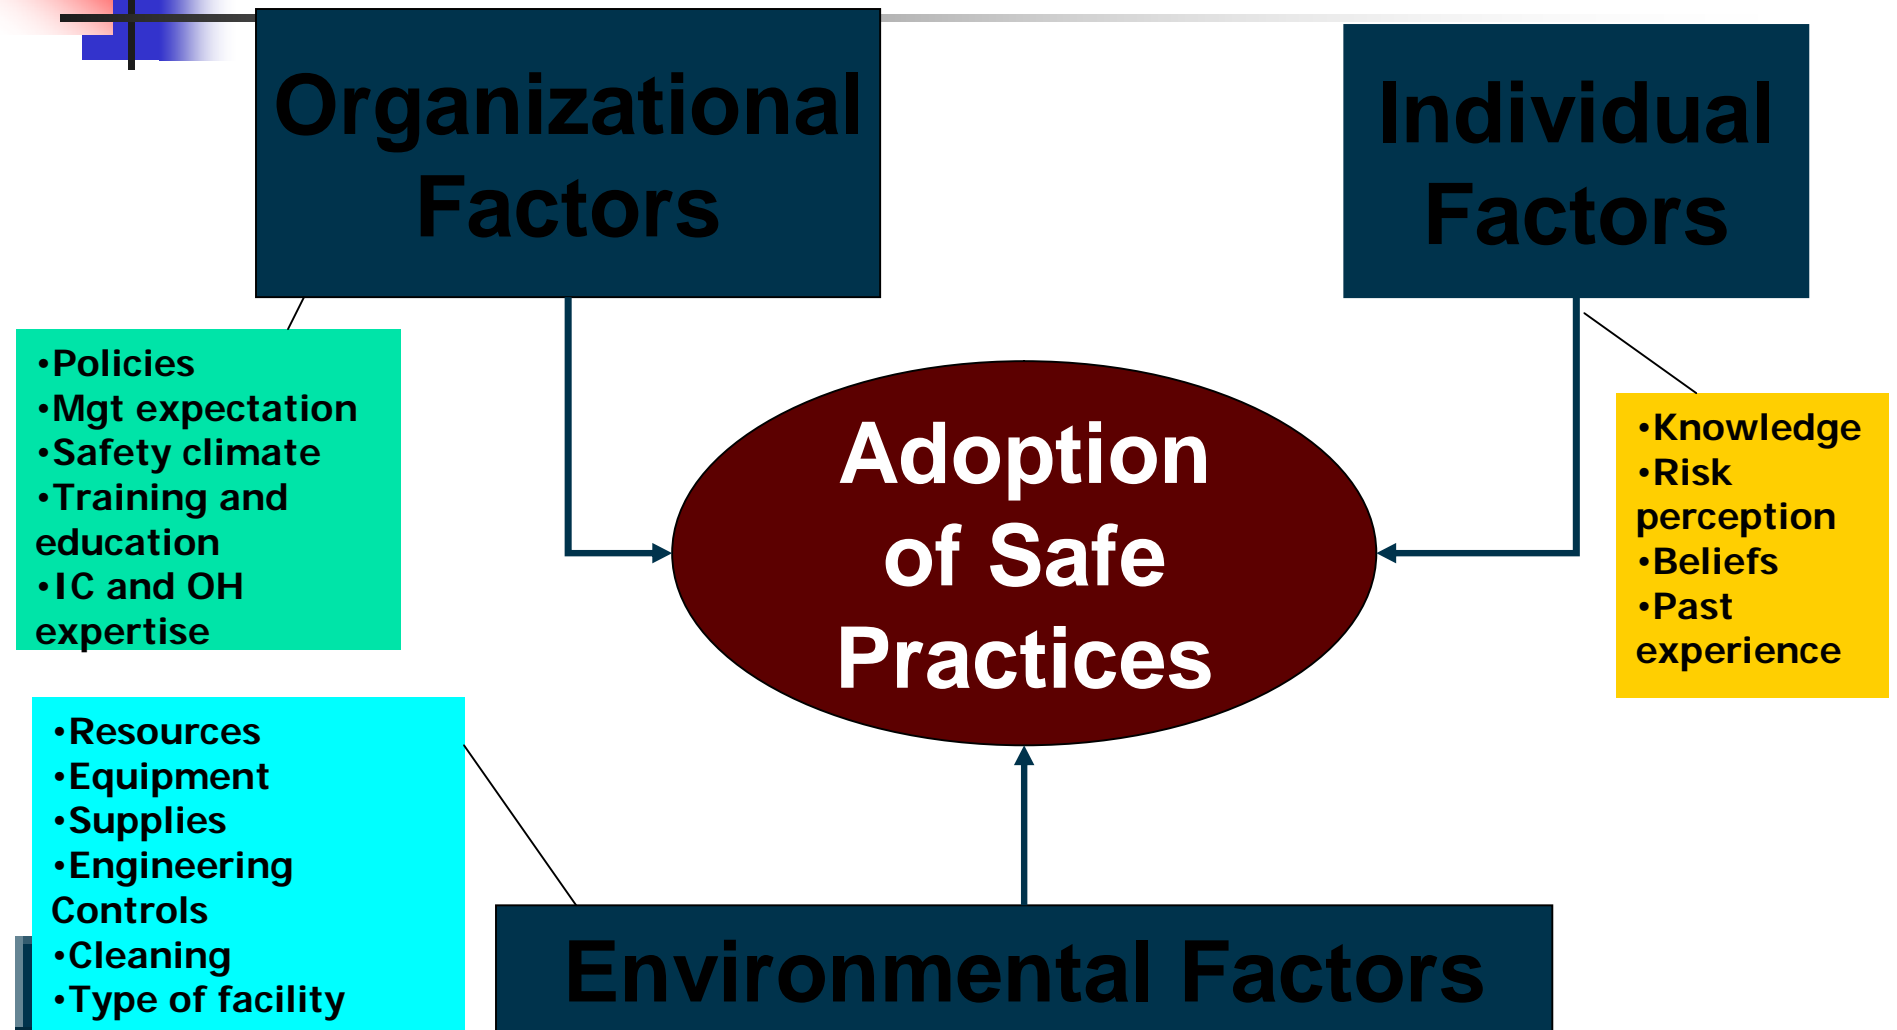 Organizational
Factors
Individual
Factors
•Policies
•Mgt expectation
•Safety climate
•Training and
education
•IC and OH
expertise
Adoption
of Safe
Practices
•Knowledge
•Risk
perception
•Beliefs
•Past
experience
•Resources
•Equipment
•Supplies
•Engineering
Controls
•Cleaning
•Type of facility
Environmental Factors